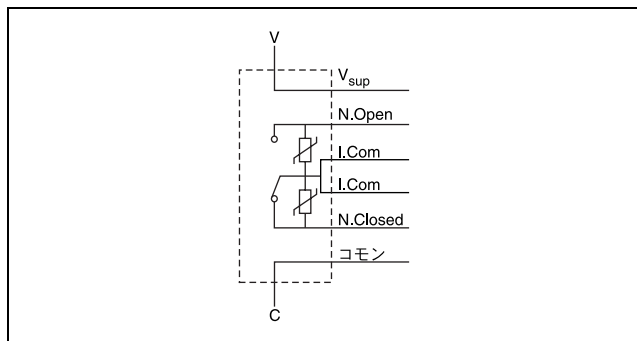 V
Vsup
N.Open
I.Com
I.Com
N.Closed
コモン
C